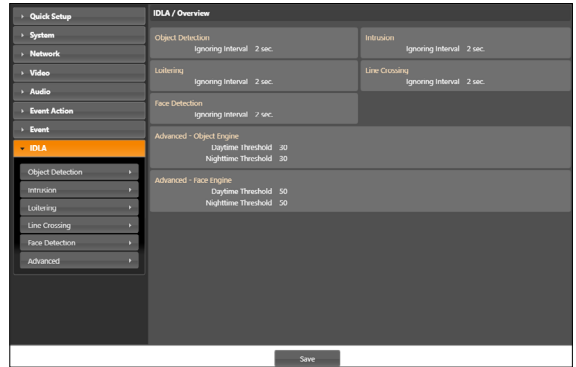 Quick Setup
System
Network
Video
Audio
Event Action
Event
IDLA
Object Detection
Intrusion
Loitering
Line Crossing
Face Detection
Advanced
IDLA / Overview
Object Detection
Ignoring Interval 2 sec.
Intrusion
Ignoring Interval 2 sec.
Loitering
Ignoring Interval 2 sec.
Line Crossing
Ignoring Interval 2 sec.
Face Detection
Ignoring Interval 2 sec.
Advanced - Object Engine
Daytime Threshold 30
Nighttime Threshold 30
Advanced - Face Engine
Daytime Threshold 50
Nighttime Threshold 50
Save